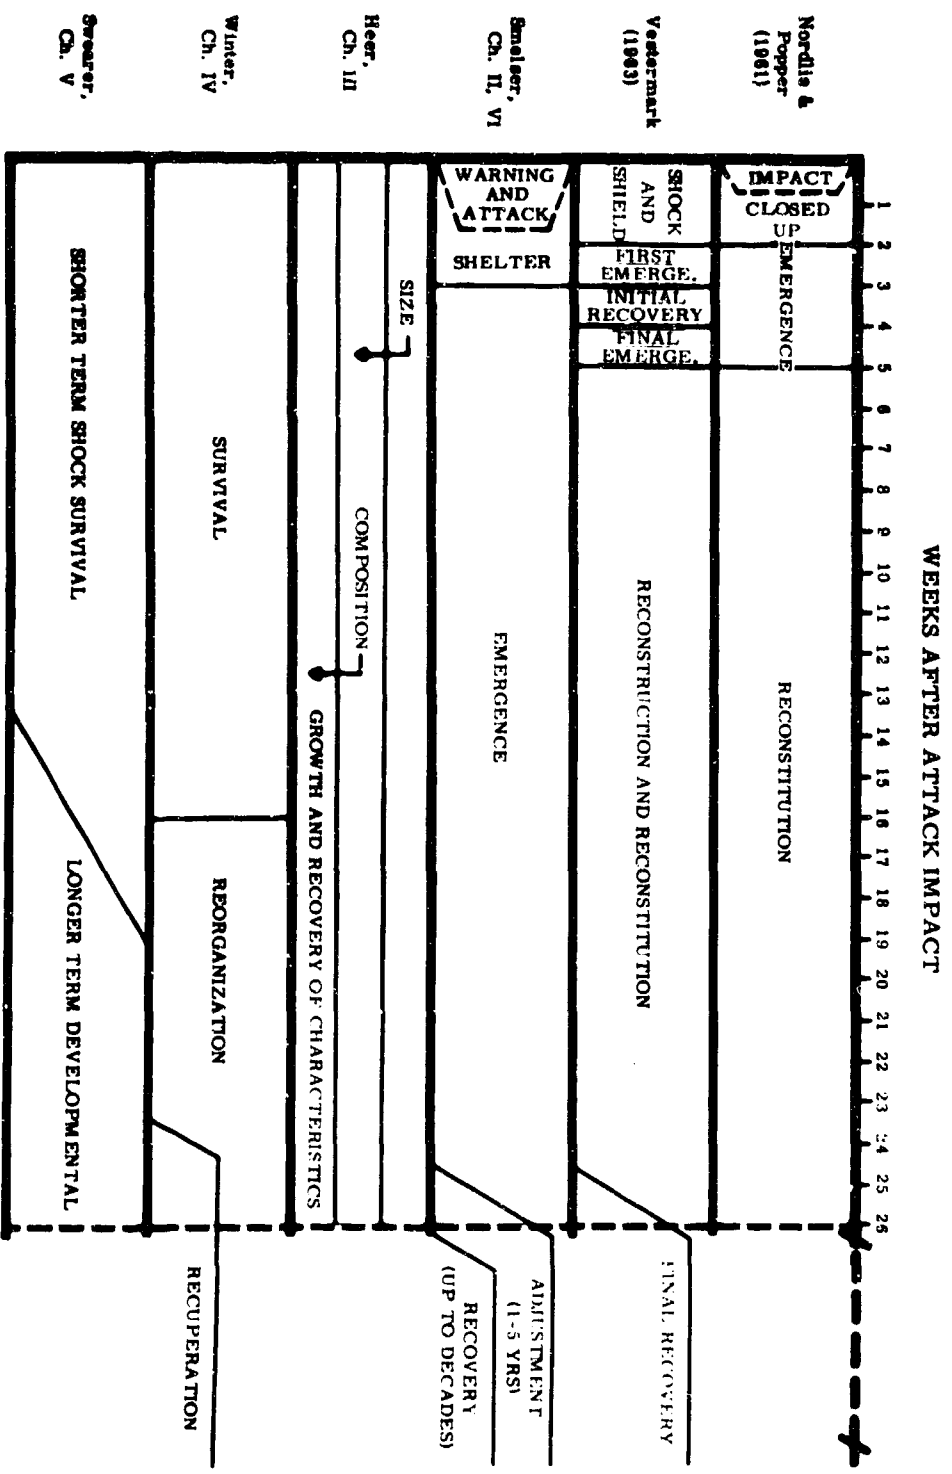 WEEKS AFTER ATTACK IMPACT
1 2 3 4 5 6 7 8 9 10 11 12 13 14 15 16 17 18 19 20 21 22 23 24 25 26
Nordlie &
Popper
(1961)
IMPACT
CLOSED
UP
EMERGENCE
RECONSTITUTION
Vestermark
(1963)
SHOCK
AND
SHIELD
FIRST
EMERGE.
INITIAL
RECOVERY
FINAL
EMERGE.
RECONSTRUCTION AND RECONSTITUTION
FINAL RECOVERY
Smelser,
Ch. II, VI
WARNING
AND
ATTACK
SHELTER
EMERGENCE
ADJUSTMENT
(1-5 YRS)
RECOVERY
(UP TO DECADES)
Heer,
Ch. III
SIZE
COMPOSITION
GROWTH AND RECOVERY OF CHARACTERISTICS
Winter,
Ch. IV
SURVIVAL
REORGANIZATION
RECUPERATION
Swearer,
Ch. V
SHORTER TERM SHOCK SURVIVAL
LONGER TERM DEVELOPMENTAL